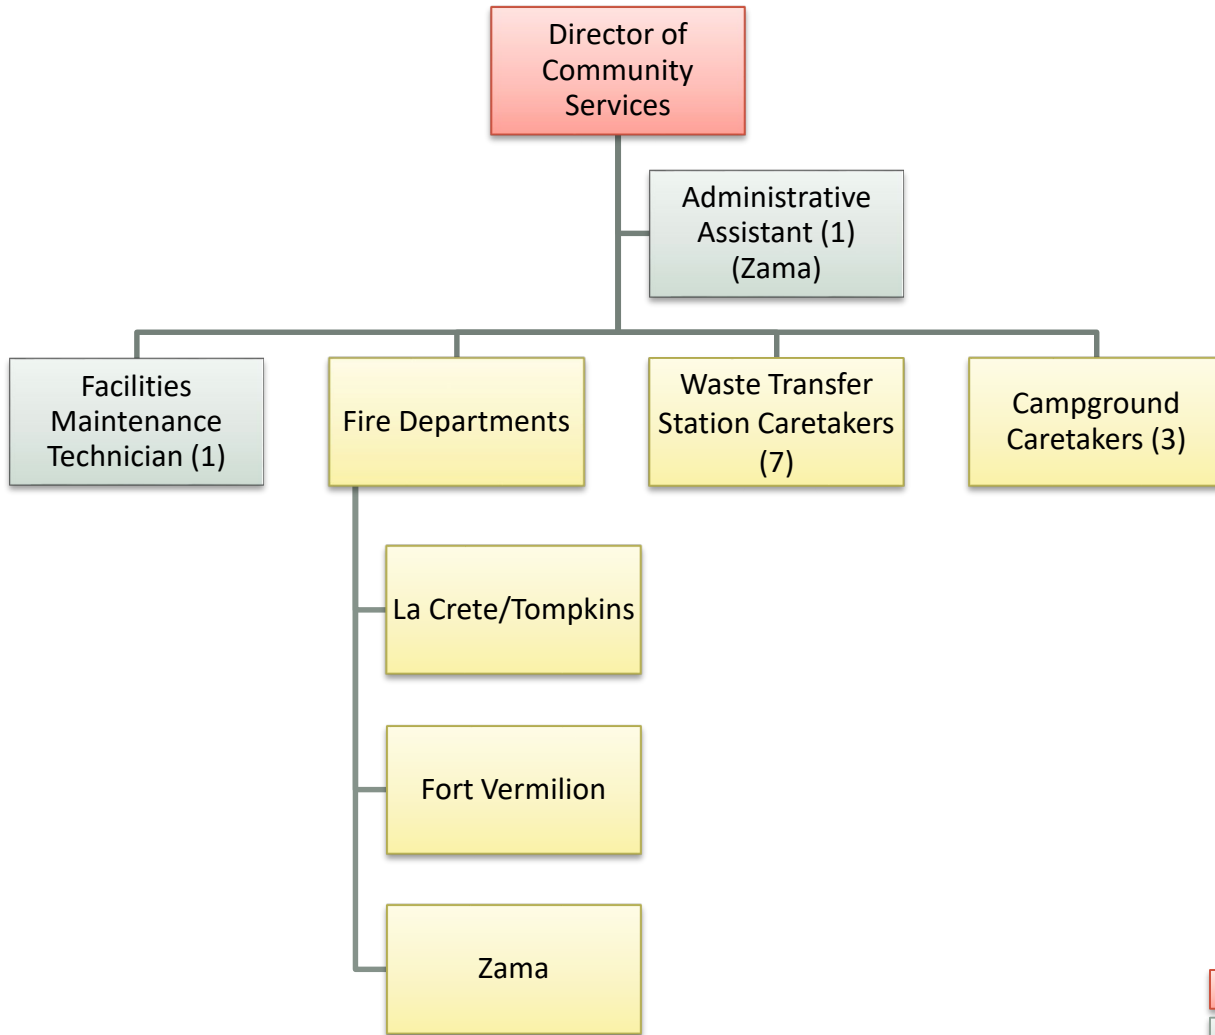 Director of
Community
Services
Administrative
Assistant (1)
(Zama)
Facilities
Maintenance
Technician (1)
Fire Departments
Waste Transfer
Station Caretakers
(7)
Campground
Caretakers (3)
La Crete/Tompkins
Fort Vermilion
Zama